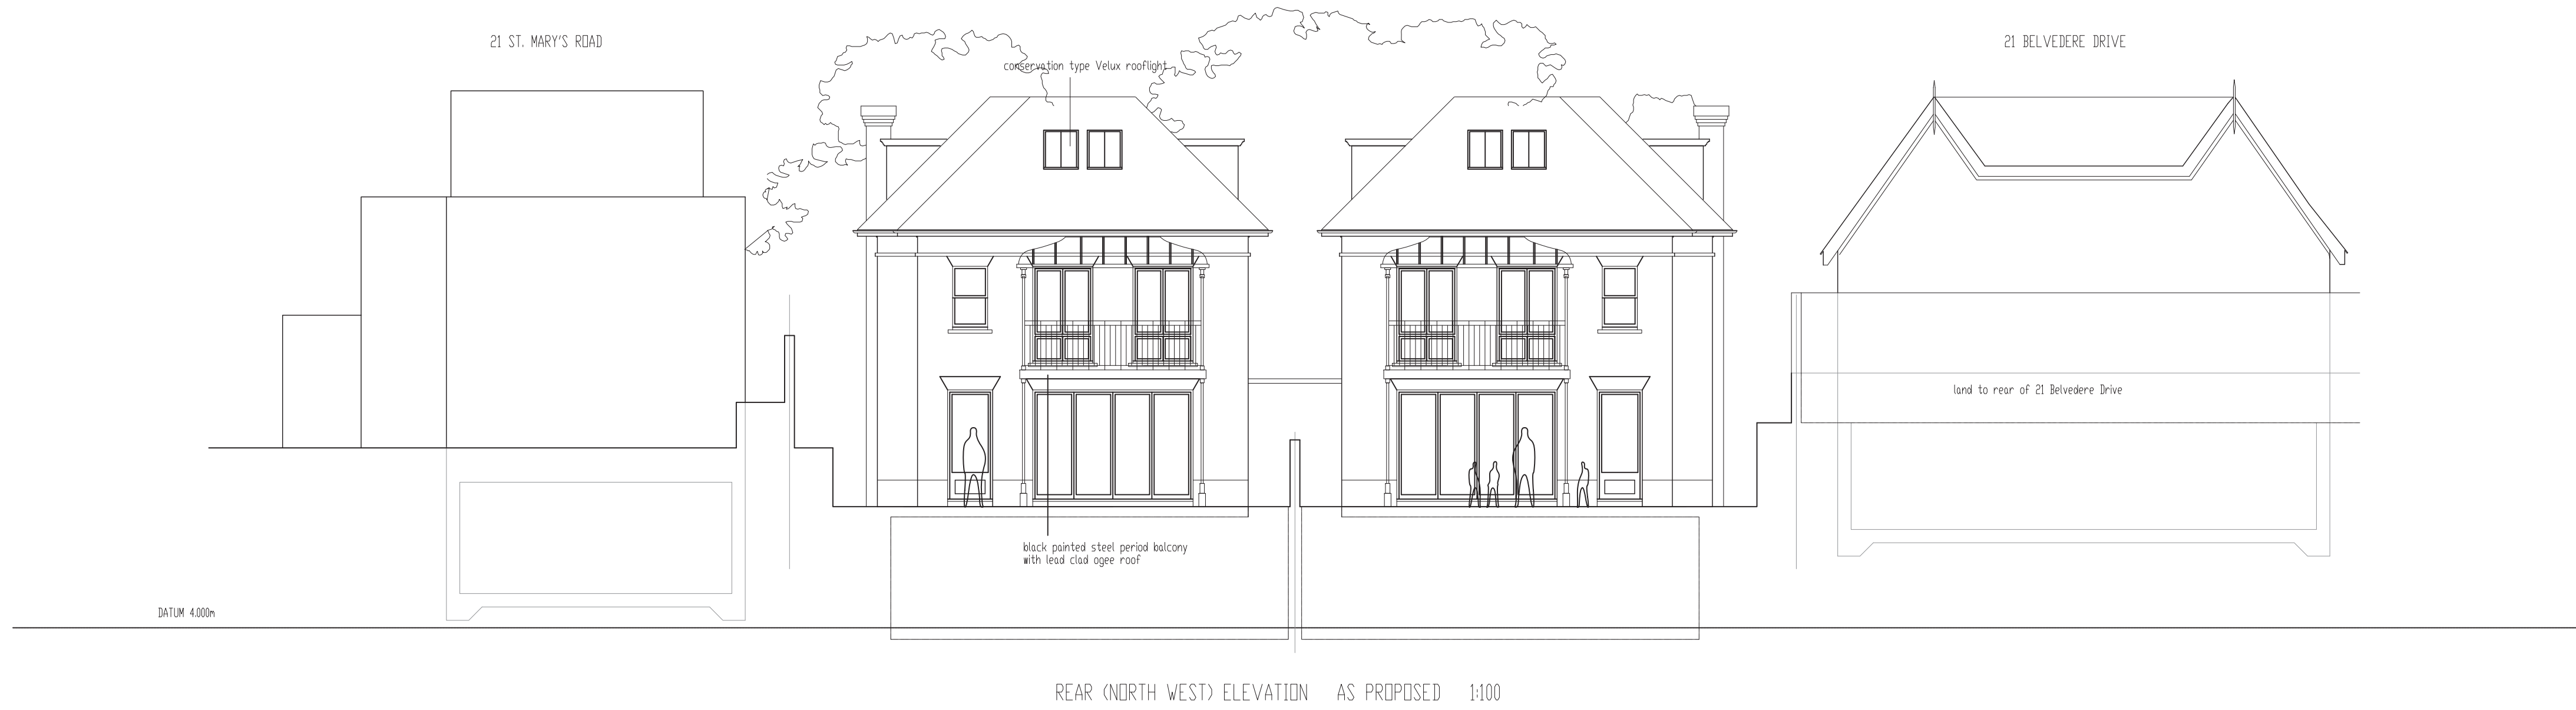 21 ST. MARY'S ROAD
21 BELVEDERE DRIVE
conservation type Velux rooflight
land to rear of 21 Belvedere Drive
black painted steel period balcony
with lead clad ogee roof
DATUM 4.000m
REAR (NORTH WEST) ELEVATION AS PROPOSED 1:100